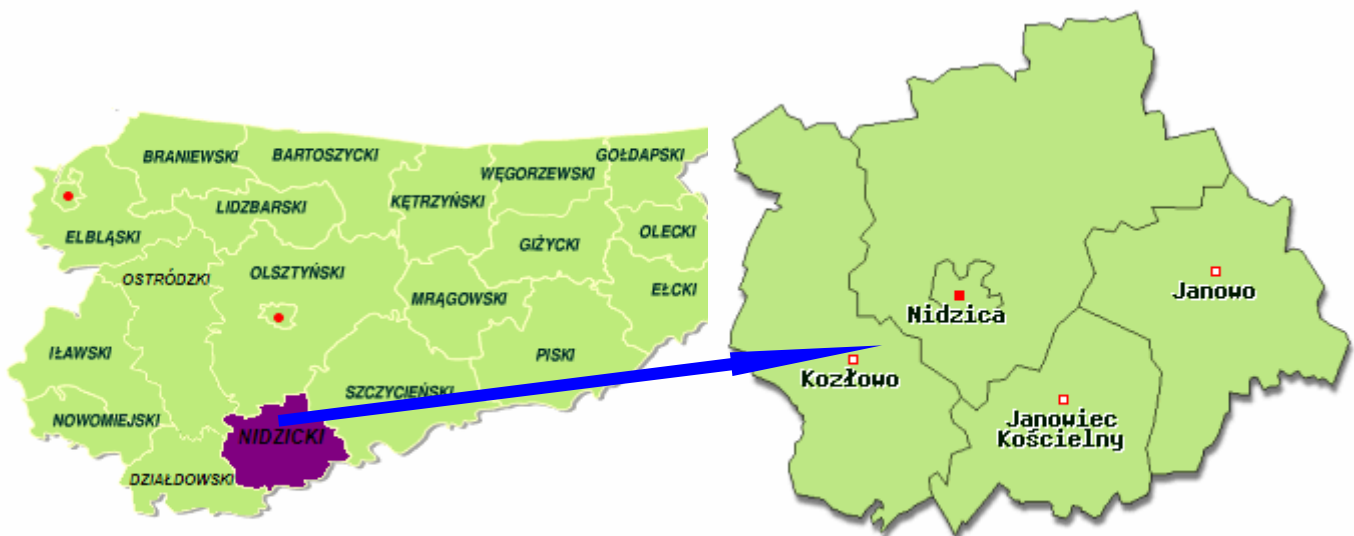 BRANIEWSKI
BARTOSZYCKI
GOŁDAPSKI
WĘGORZEWSKI
KĘTRZYŃSKI
LIDZBARSKI
ELBLĄSKI
GIŻYCKI
OLECKI
OSTRÓDZKI
OLSZTYŃSKI
EŁCKI
MRĄGOWSKI
IŁAWSKI
PISKI
SZCZYCIEŃSKI
NOWOMIEJSKI
NIDZICKI
DZIAŁDOWSKI
Janowo
Nidzica
Kozłowo
Janowiec
Kościelny